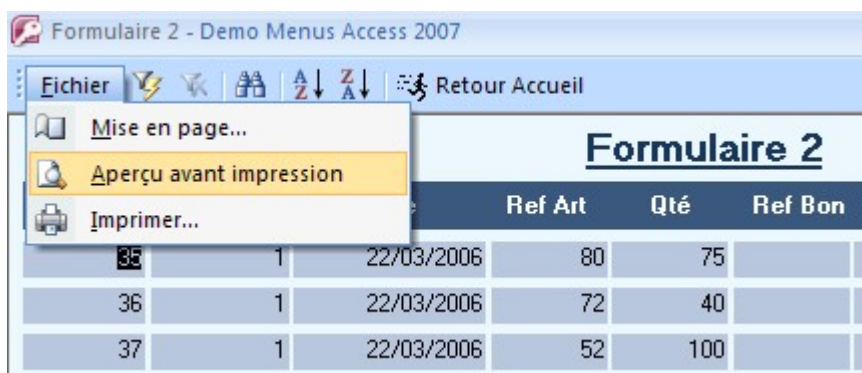 Formulaire 2 - Demo Menus Access 2007
Fichier Retour Accueil
Mise en page...
Aperçu avant impression
Imprimer...
Formulaire 2
Ref Art Qté Ref Bon
35 1 22/03/2006 80 75
36 1 22/03/2006 72 40
37 1 22/03/2006 52 100